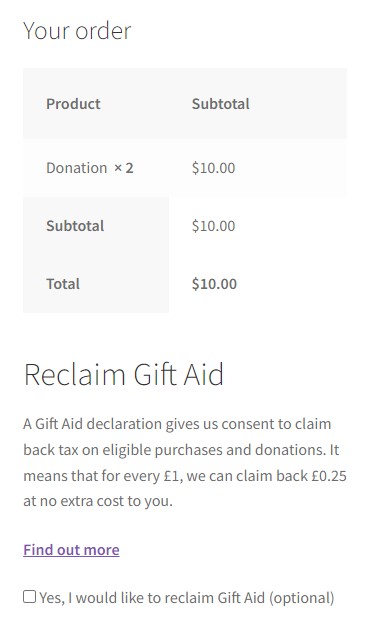 Your order
Product Subtotal
Donation × 2 $10.00
Subtotal $10.00
Total $10.00
Reclaim Gift Aid
A Gift Aid declaration gives us consent to claim
back tax on eligible purchases and donations. It
means that for every £1, we can claim back £0.25
at no extra cost to you.
Find out more
Yes, I would like to reclaim Gift Aid (optional)